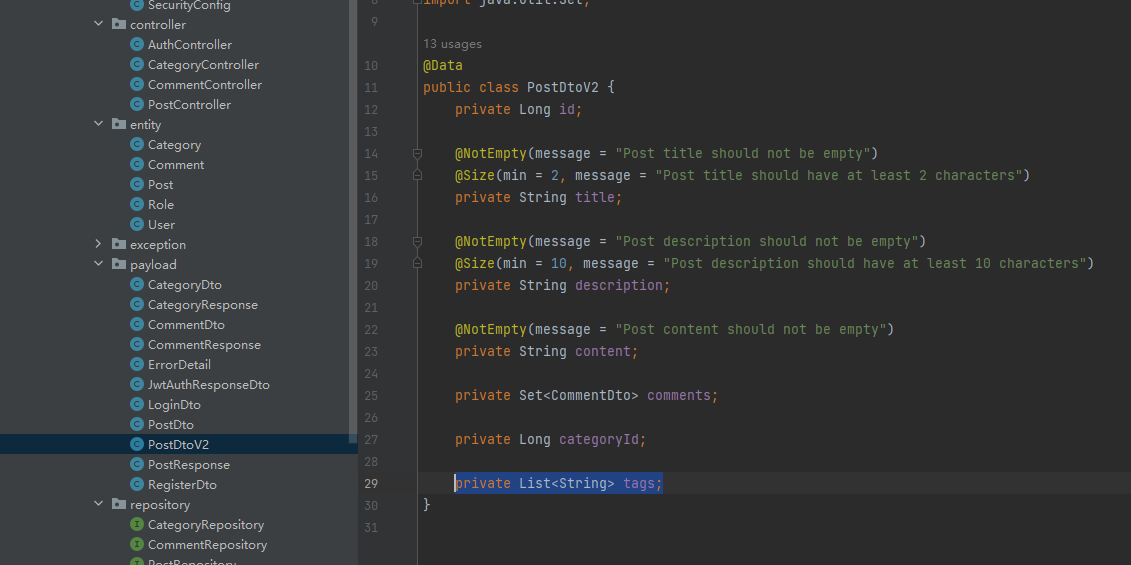 SecurityConfig
controller
AuthController
CategoryController
CommentController
PostController
entity
Category
Comment
Post
Role
User
exception
payload
CategoryDto
CategoryResponse
CommentDto
CommentResponse
ErrorDetail
JwtAuthResponseDto
LoginDto
PostDto
PostDtoV2
PostResponse
RegisterDto
repository
CategoryRepository
CommentRepository
PostRepository
8 import java.util.Set;
9
13 usages
10 @Data
11 public class PostDtoV2 {
12 private Long id;
13
14 @NotEmpty(message = "Post title should not be empty")
15 @Size(min = 2, message = "Post title should have at least 2 characters")
16 private String title;
17
18 @NotEmpty(message = "Post description should not be empty")
19 @Size(min = 10, message = "Post description should have at least 10 characters")
20 private String description;
21
22 @NotEmpty(message = "Post content should not be empty")
23 private String content;
24
25 private Set<CommentDto> comments;
26
27 private Long categoryId;
28
29 private List<String> tags;
30 }
31